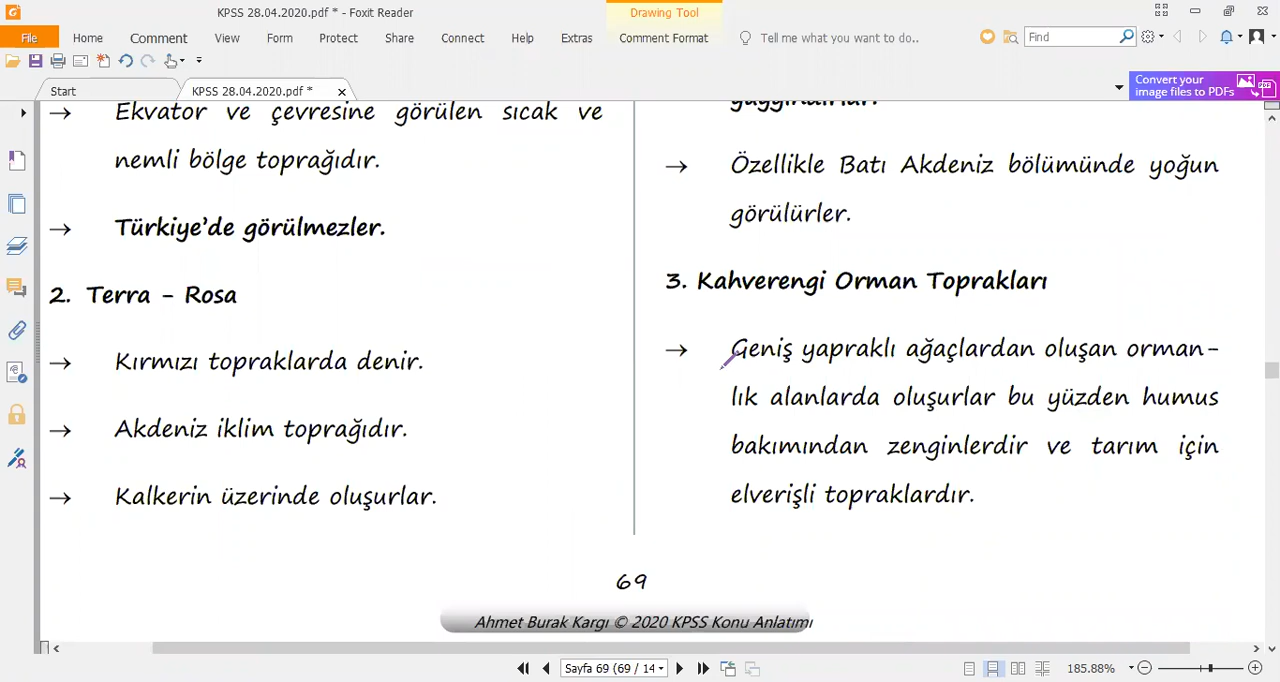 KPSS 28.04.2020.pdf * - Foxit Reader
Drawing Tool
File
Home
Comment
View
Form
Protect
Share
Connect
Help
Extras
Comment Format
Tell me what you want to do..
Find
Start
KPSS 28.04.2020.pdf *
Convert your
image files to PDFs
→ Ekvator ve çevresine görülen sıcak ve
nemli bölge toprağıdır.
→ Türkiye'de görülmezler.
2. Terra - Rosa
→ Kırmızı topraklarda denir.
→ Akdeniz iklim toprağıdır.
→ Kalkerin üzerinde oluşurlar.
→ Özellikle Batı Akdeniz bölümünde yoğun
görülürler.
3. Kahverengi Orman Toprakları
→ Geniş yapraklı ağaçlardan oluşan orman-
lık alanlarda oluşurlar bu yüzden humus
bakımından zenginlerdir ve tarım için
elverişli topraklardır.
69
Ahmet Burak Kargı © 2020 KPSS Konu Anlatımı
Sayfa 69 (69 / 14
185.88%